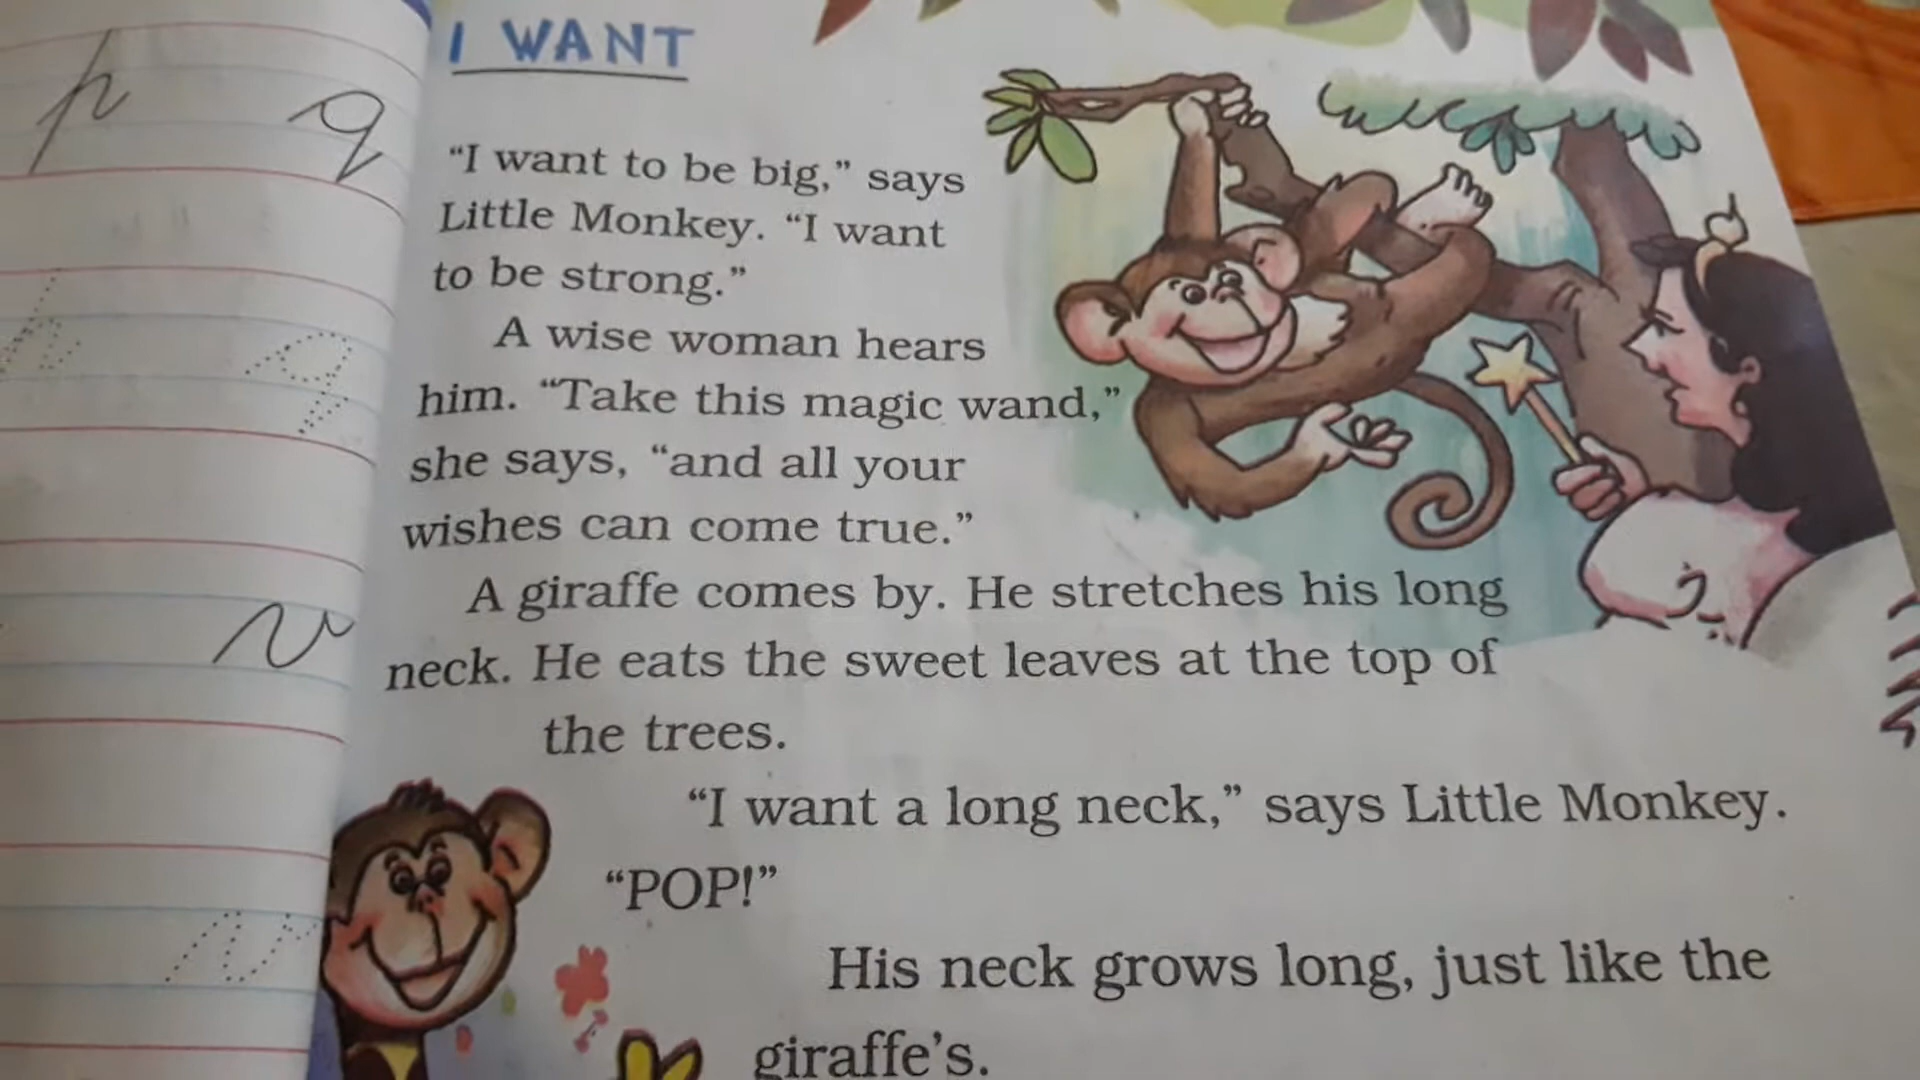 p q
v
I WANT
“I want to be big,” says
Little Monkey. “I want
to be strong.”
A wise woman hears
him. “Take this magic wand,”
she says, “and all your
wishes can come true.”
A giraffe comes by. He stretches his long
neck. He eats the sweet leaves at the top of
the trees.
“I want a long neck,” says Little Monkey.
“POP!”
His neck grows long, just like the
giraffe’s.